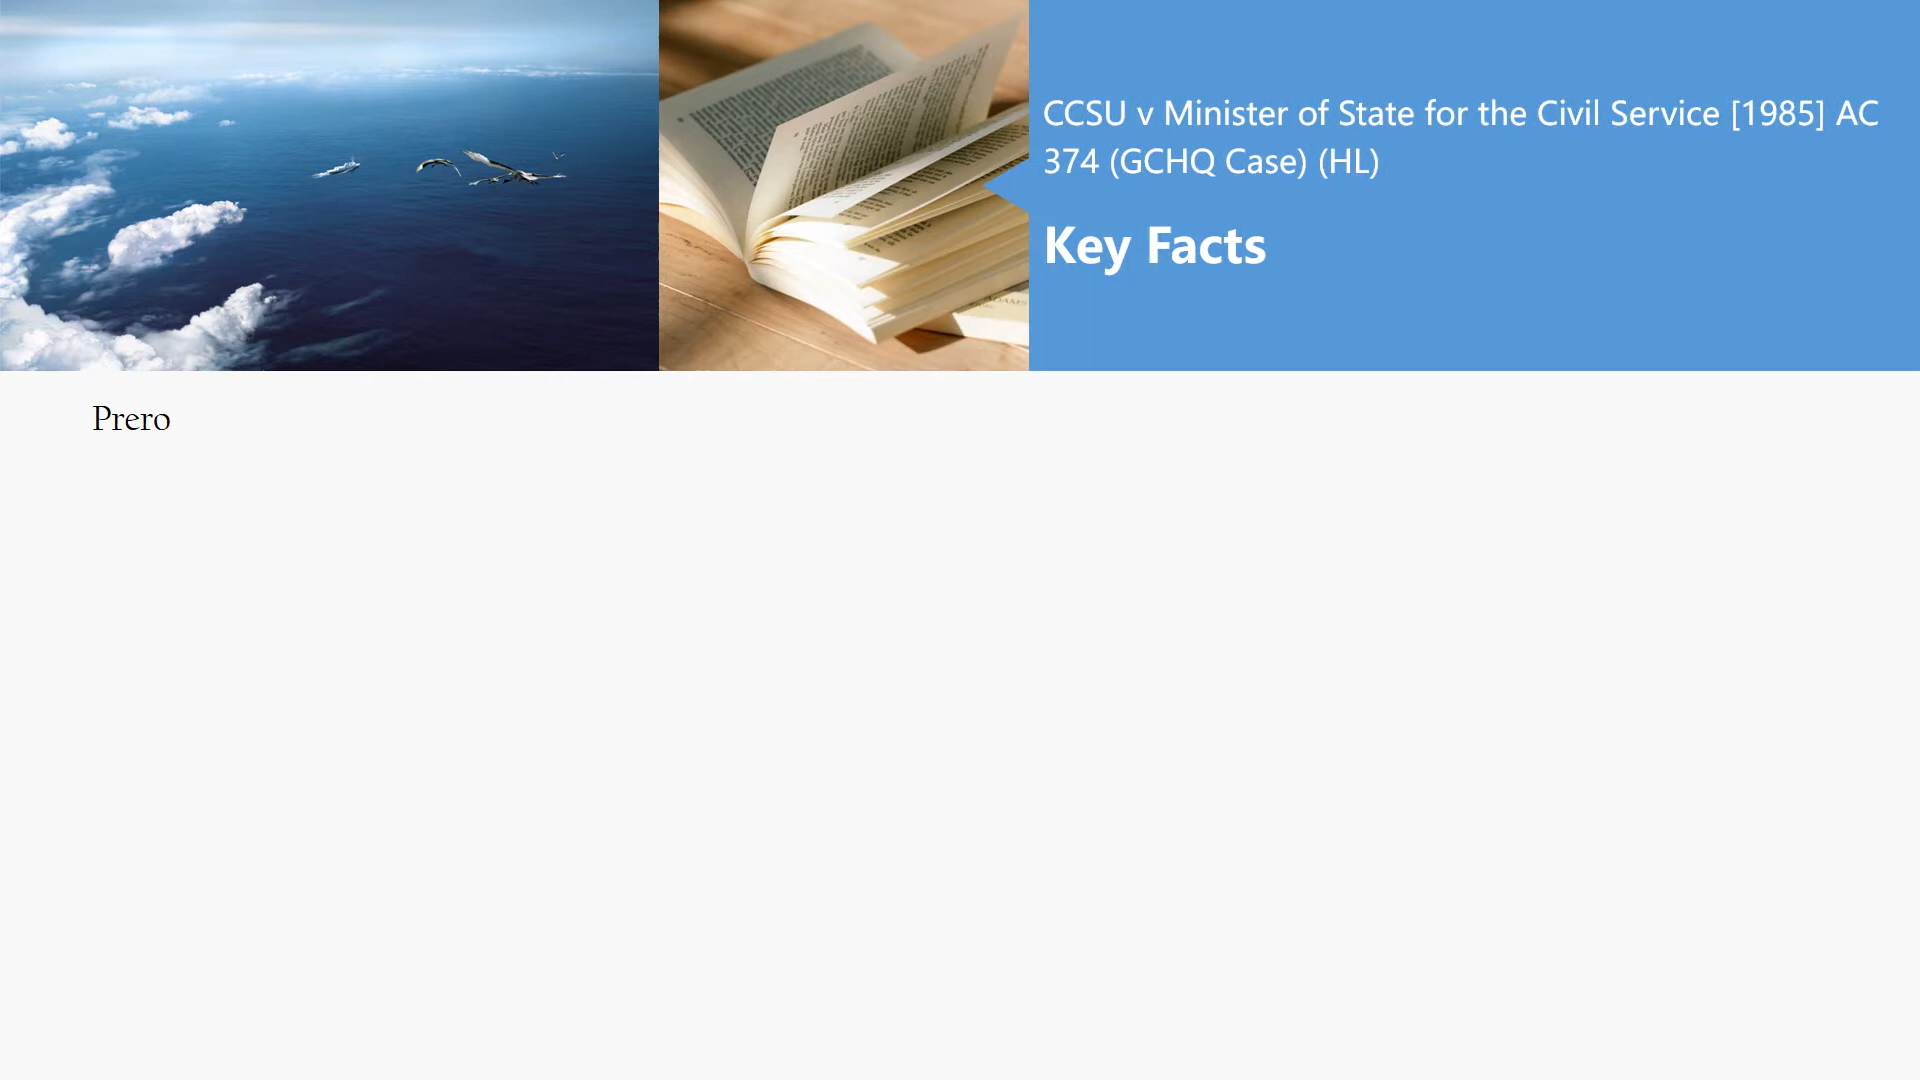 CCSU v Minister of State for the Civil Service [1985] AC
374 (GCHQ Case) (HL)
Key Facts
Prero